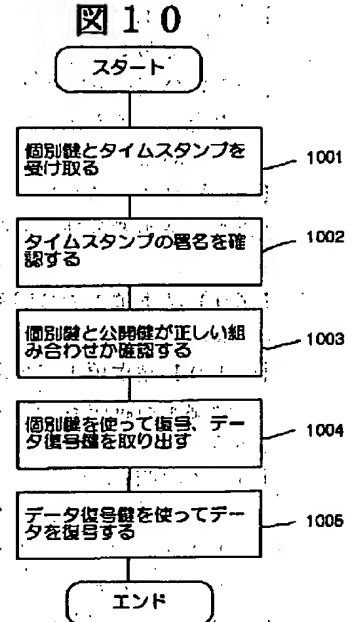 図１０
スタート
個別鍵とタイムスタンプを
受け取る
1001
タイムスタンプの署名を確
認する
1002
個別鍵と公開鍵が正しい組
み合わせか確認する
1003
個別鍵を使って復号、デー
タ復号鍵を取り出す
1004
データ復号鍵を使ってデー
タを復号する
1005
エンド